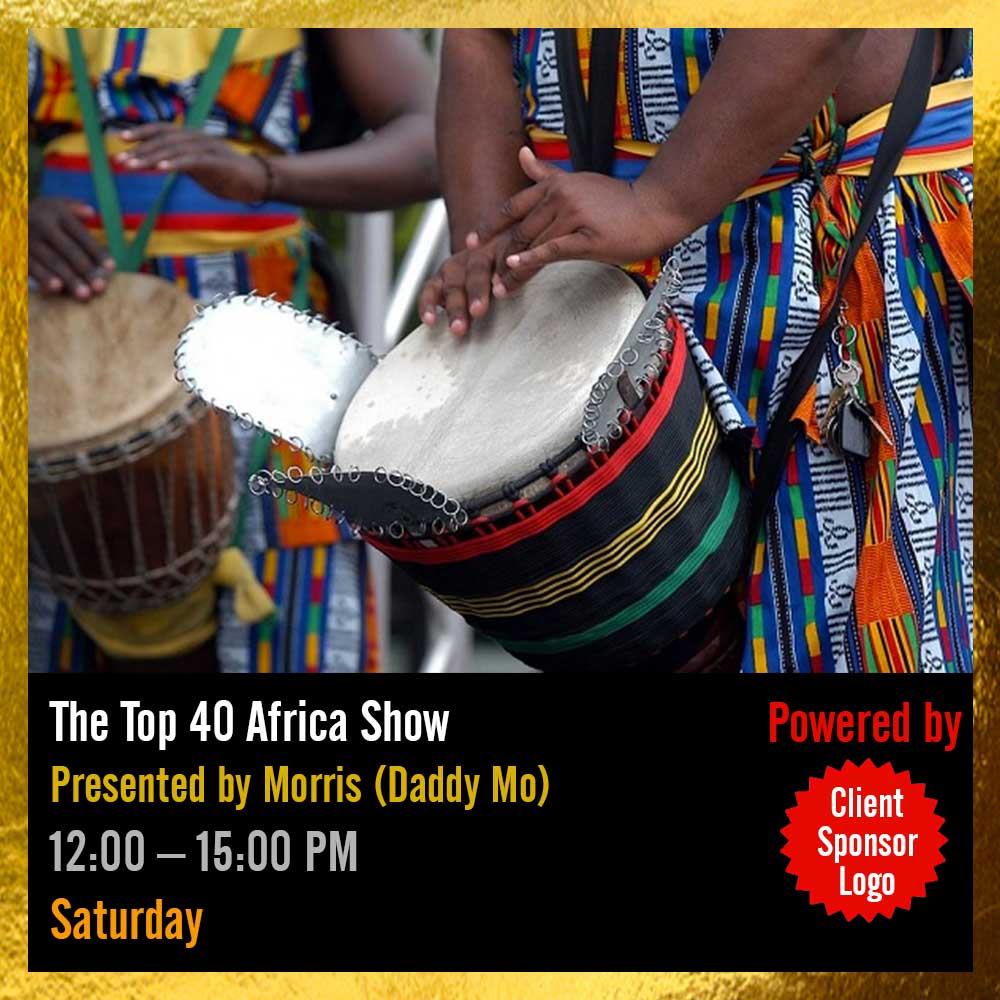 The Top 40 Africa Show
Presented by Morris (Daddy Mo)
12:00 – 15:00 PM
Saturday
Powered by
Client
Sponsor
Logo